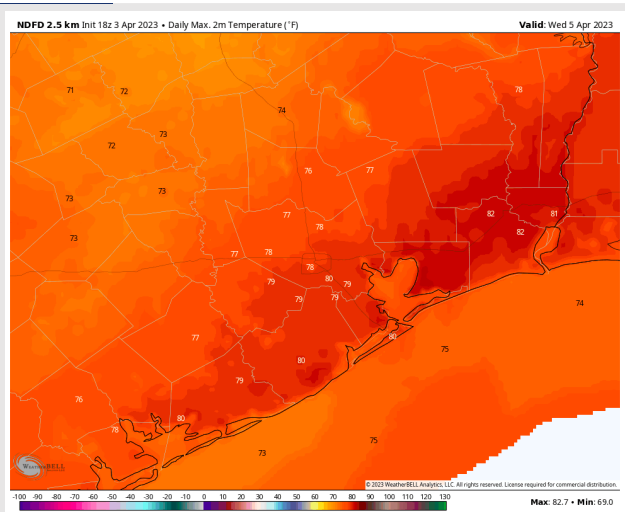 NDFD 2.5 km Init 18z 3 Apr 2023 • Daily Max. 2m Temperature (°F) Valid: Wed 5 Apr 2023
71 72 78
74
73
72
76 77
73 73
77 82 81
78 82
73
77 78
78
79 80 79
79 79 74
77 80
75
80
79
76
80
78
75
73
WeatherBELL
© 2023 WeatherBELL Analytics, LLC. All rights reserved. License required for commercial distribution.
-100 -90 -80 -70 -60 -50 -40 -30 -20 -10 0 10 20 30 40 50 60 70 80 90 100 110 120 130
Max: 82.7 • Min: 69.0